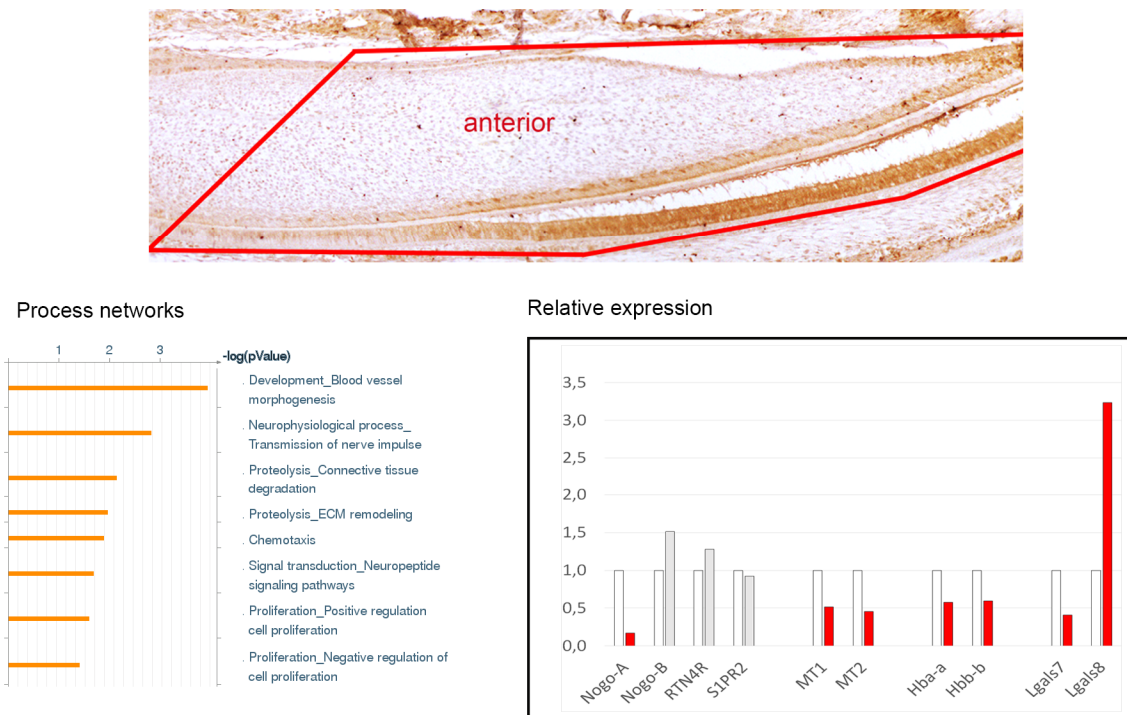 anterior
Process networks
1 2 3
-log(pValue)
. Development_Blood vessel
morphogenesis
. Neurophysiological process_
Transmission of nerve impulse
. Proteolysis_Connective tissue
degradation
. Proteolysis_ECM remodeling
. Chemotaxis
. Signal transduction_Neuropeptide
signaling pathways
. Proliferation_Positive regulation
cell proliferation
. Proliferation_Negative regulation of
cell proliferation
Relative expression
3,5
3,0
2,5
2,0
1,5
1,0
0,5
0,0
Nogo-A
Nogo-B
RTN4R
S1PR2
MT1
MT2
Hba-a
Hbb-b
Lgals7
Lgals8